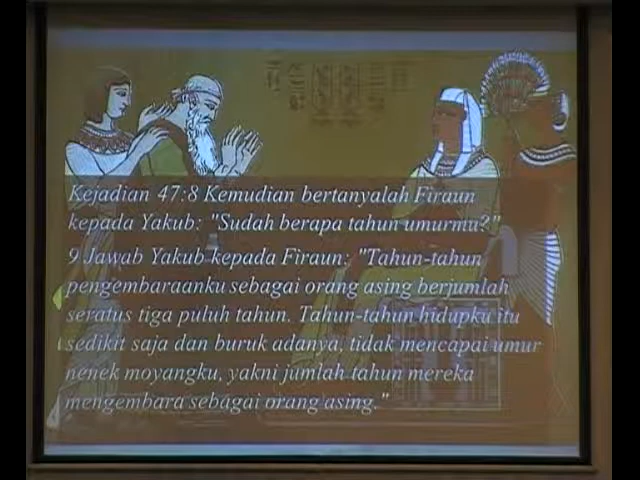 Kejadian 47:8 Kemudian bertanyalah Firaun
kepada Yakub: "Sudah berapa tahun umurmu?"
9 Jawab Yakub kepada Firaun: "Tahun-tahun
pengembaraanku sebagai orang asing berjumlah
seratus tiga puluh tahun. Tahun-tahun hidupku itu
sedikit saja dan buruk adanya, tidak mencapai umur
nenek moyangku, yakni jumlah tahun mereka
mengembara sebagai orang asing."